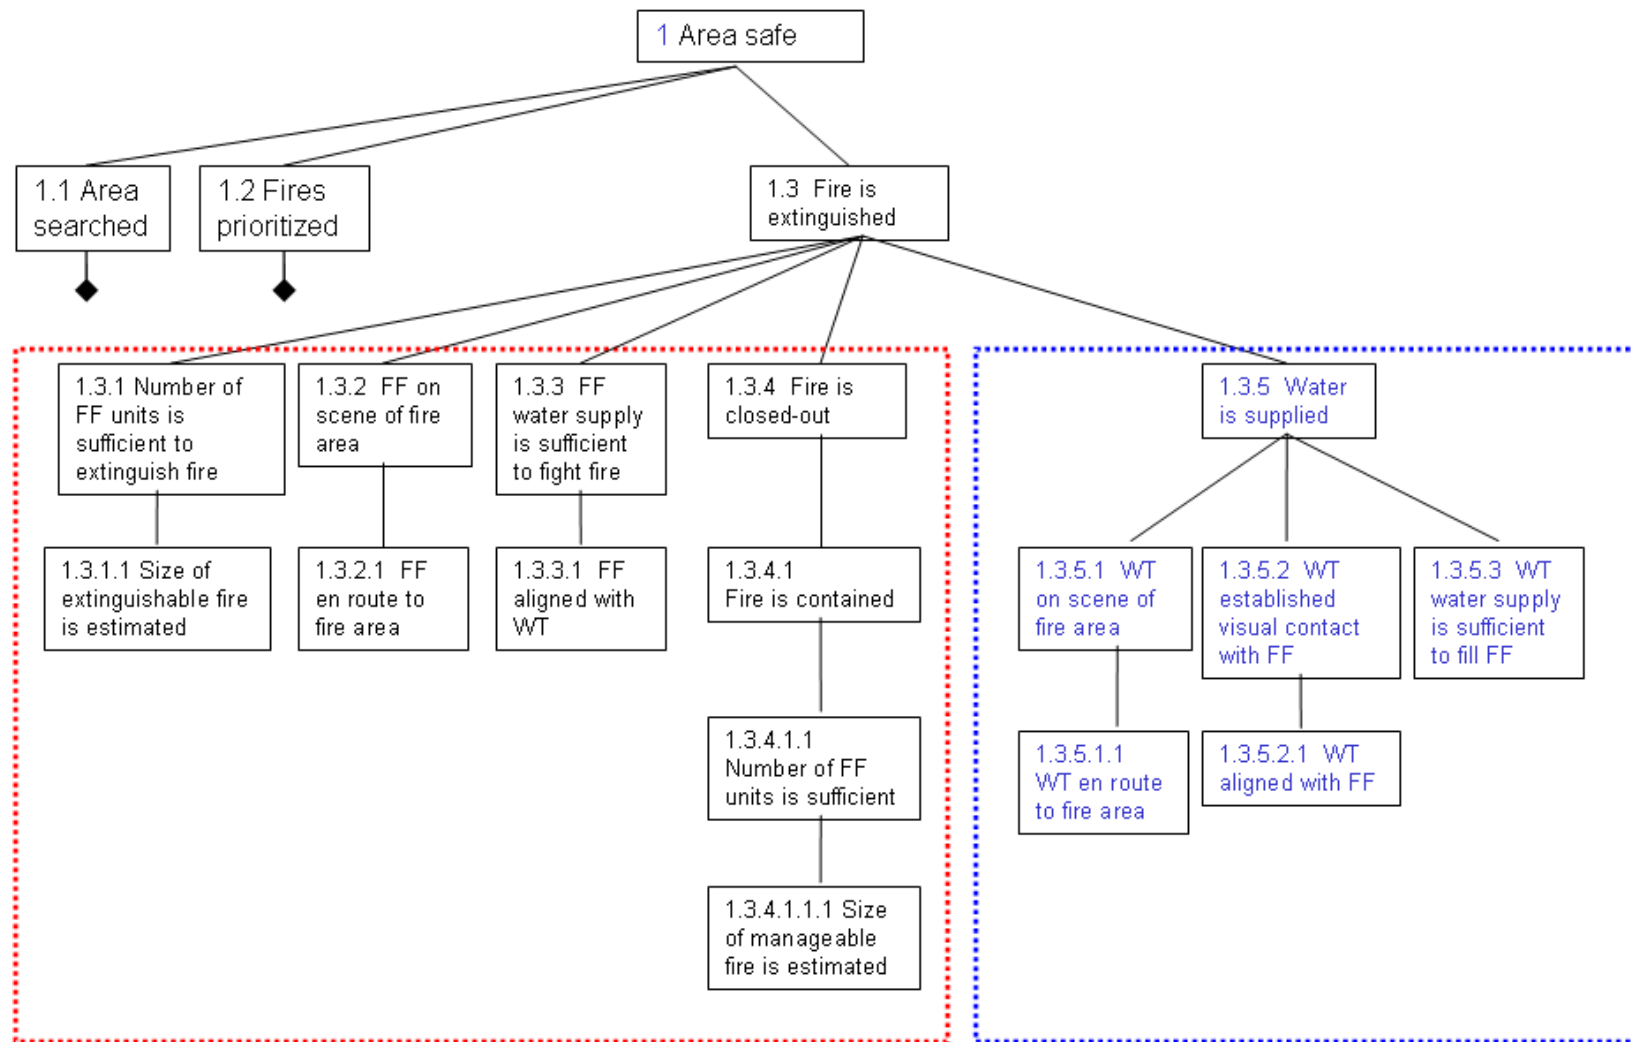 1 Area safe
1.1 Area
searched
1.2 Fires
prioritized
1.3 Fire is
extinguished
1.3.1 Number of
FF units is
sufficient to
extinguish fire
1.3.2 FF on
scene of fire
area
1.3.3 FF
water supply
is sufficient
to fight fire
1.3.4 Fire is
closed-out
1.3.5 Water
is supplied
1.3.1.1 Size of
extinguishable fire
is estimated
1.3.2.1 FF
en route to
fire area
1.3.3.1 FF
aligned with
WT
1.3.4.1
Fire is contained
1.3.5.1 WT
on scene of
fire area
1.3.5.2 WT
established
visual contact
with FF
1.3.5.3 WT
water supply
is sufficient
to fill FF
1.3.4.1.1
Number of FF
units is sufficient
1.3.5.1.1
WT en route
to fire area
1.3.5.2.1 WT
aligned with FF
1.3.4.1.1.1 Size
of manageable
fire is estimated